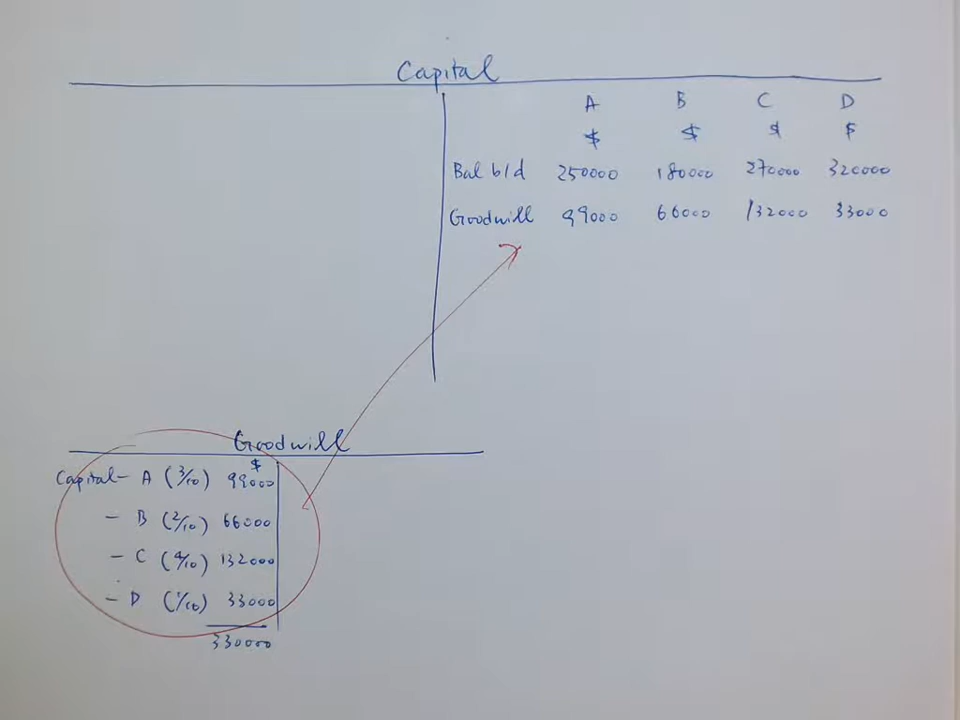 Capital
A B C D
$ $ $ $
Bal b/d 250000 180000 270000 320000
Goodwill 99000 66000 132000 33000
Goodwill
$
Capital - A (3/10) 99000
- B (2/10) 66000
- C (4/10) 132000
- D (1/10) 33000
330000